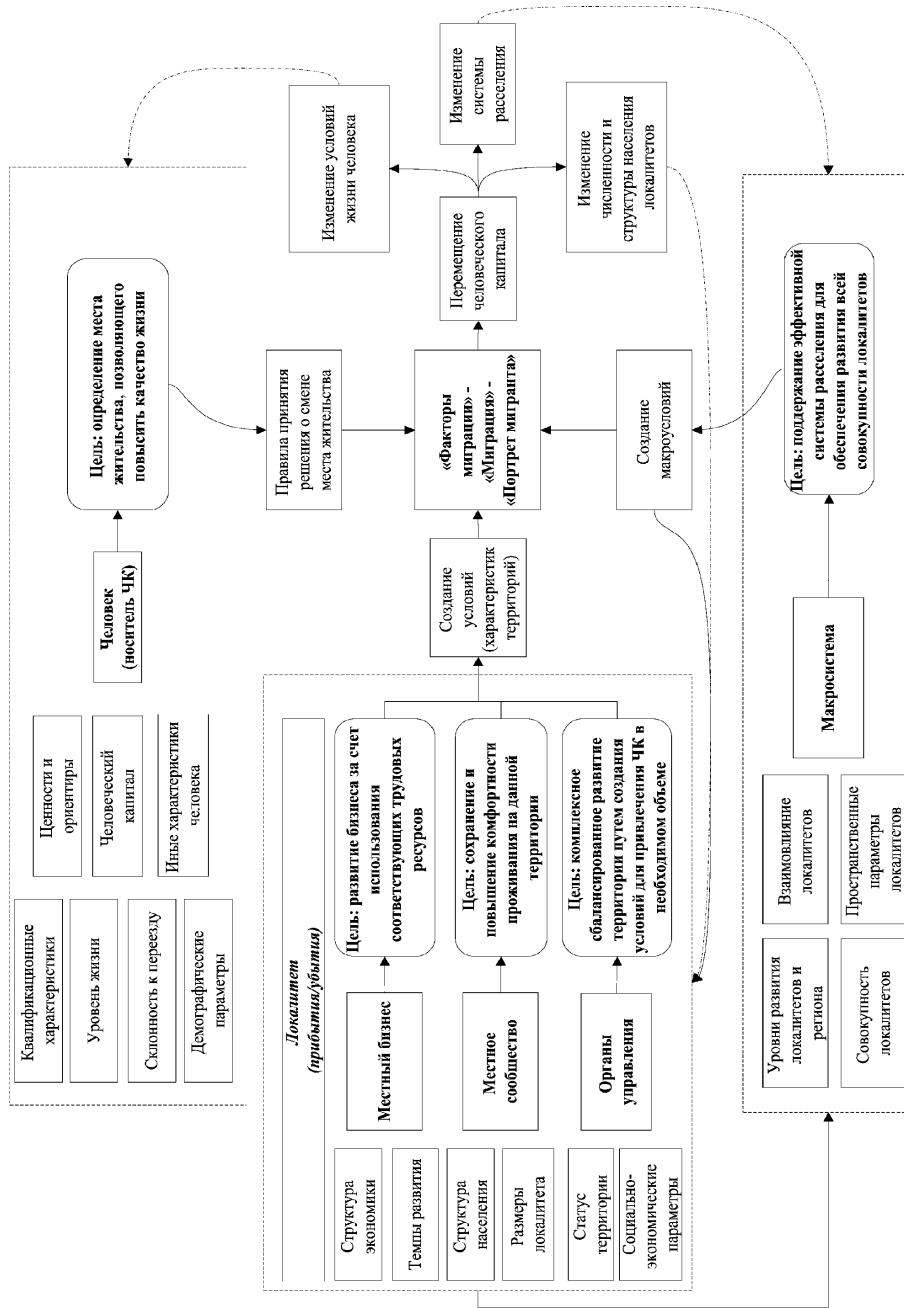 Квалификационные
характеристики
Уровень жизни
Склонность к переезду
Демографические
параметры
Ценности и
ориентиры
Человеческий
капитал
Иные характеристики
человека
Человек
(носитель ЧК)
Цель: определение места
жительства, позволяющего
повысить качество жизни
Правила принятия
решения о смене
места жительства
Изменение условий
жизни человека
Локалитет
(прибытия/убытия)
Структура
экономики
Темпы развития
Структура
населения
Размеры
локалитета
Статус
территории
Социально-
экономические
параметры
Местный бизнес
Местное
сообщество
Органы
управления
Цель: развитие бизнеса за счет
использования
соответствующих трудовых
ресурсов
Цель: сохранение и
повышение комфортности
проживания на данной
территории
Цель: комплексное
сбалансированное развитие
территории путем создания
условий для привлечения ЧК в
необходимом объеме
Создание
условий
(характеристик
территорий)
«Факторы
миграции» -
«Миграция» -
«Портрет мигранта»
Перемещение
человеческого
капитала
Изменение
системы
расселения
Изменение
численности и
структуры населения
локалитетов
Создание
макроусловий
Уровни развития
локалитетов и
региона
Совокупность
локалитетов
Взаимовлияние
локалитетов
Пространственные
параметры
локалитетов
Макросистема
Цель: поддержание эффективной
системы расселения для
обеспечения развития всей
совокупности локалитетов